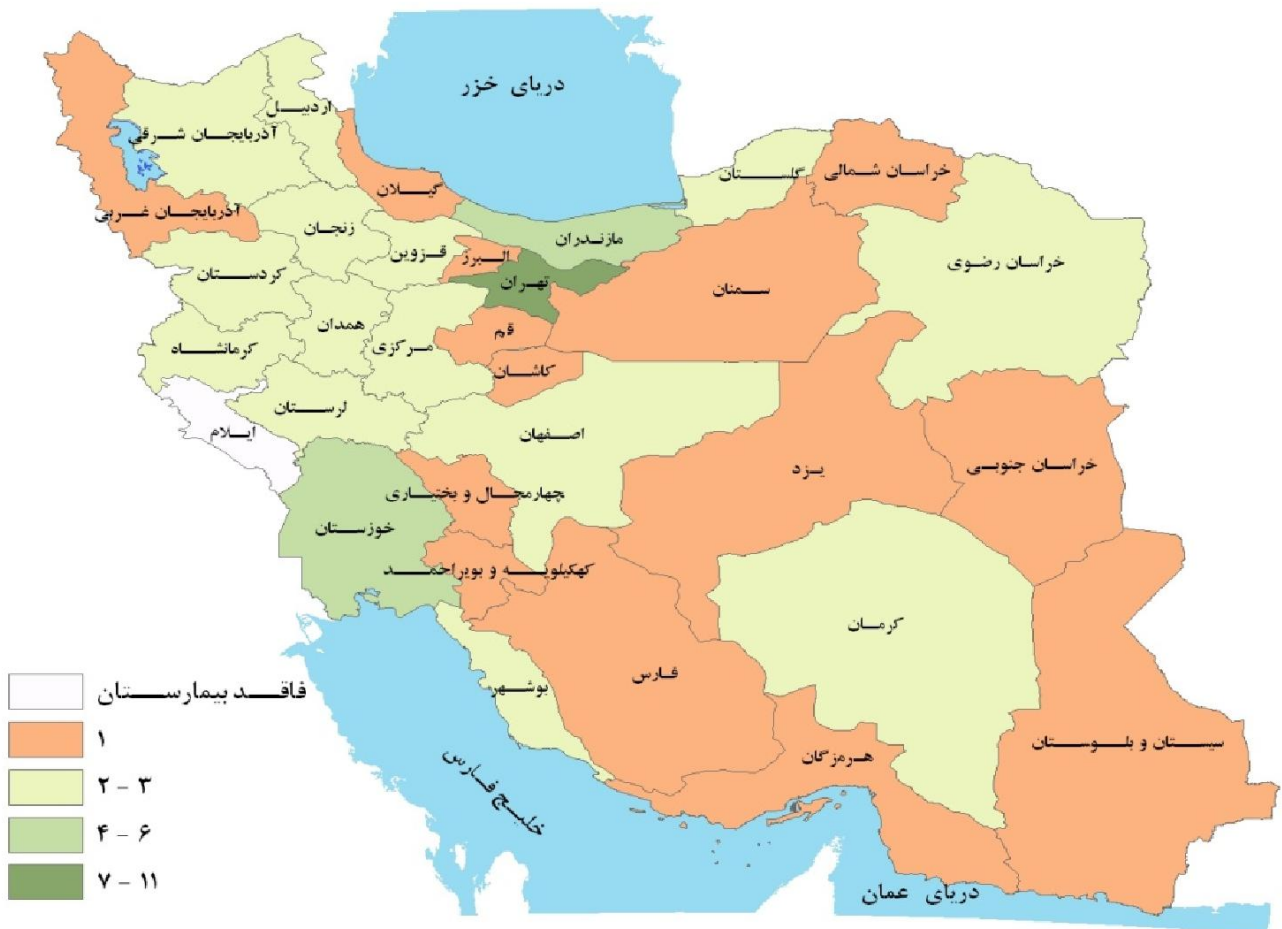 دریای خزر
اردبیل
آذربایجان شرقی
گیلان
آذربایجان غربی
زنجان
قزوین
البرز
تهران
مازندران
گلستان
خراسان شمالی
خراسان رضوی
سمنان
کردستان
همدان
مرکزی
قم
کاشان
کرمانشاه
لرستان
ایلام
اصفهان
یزد
خراسان جنوبی
چهارمحال و بختیاری
خوزستان
کهکیلویه و بویراحمد
کرمان
فارس
بوشهر
هرمزگان
سیستان و بلوستان
خلیج فارس
دریای عمان
فاقد بیمارستان
۱
۲ - ۳
۴ - ۶
۷ - ۱۱